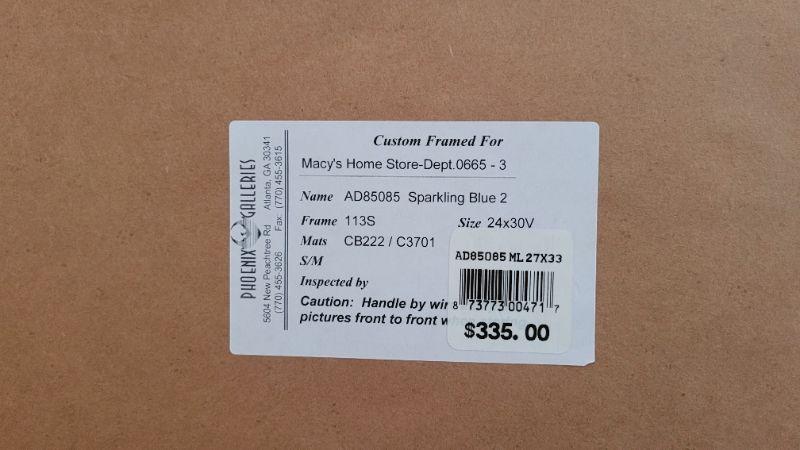 PHOENIX GALLERIES
5604 New Peachtree Rd Atlanta, GA 30341
(770) 455-3626 Fax: (770) 455-3615
Custom Framed For
Macy's Home Store-Dept.0665 - 3
Name AD85085 Sparkling Blue 2
Frame 113S Size 24x30V
Mats CB222 / C3701
S/M
Inspected by
Caution: Handle by
pictures front to front
AD85085 ML 27X33
8 73773 00471 7
$335.00